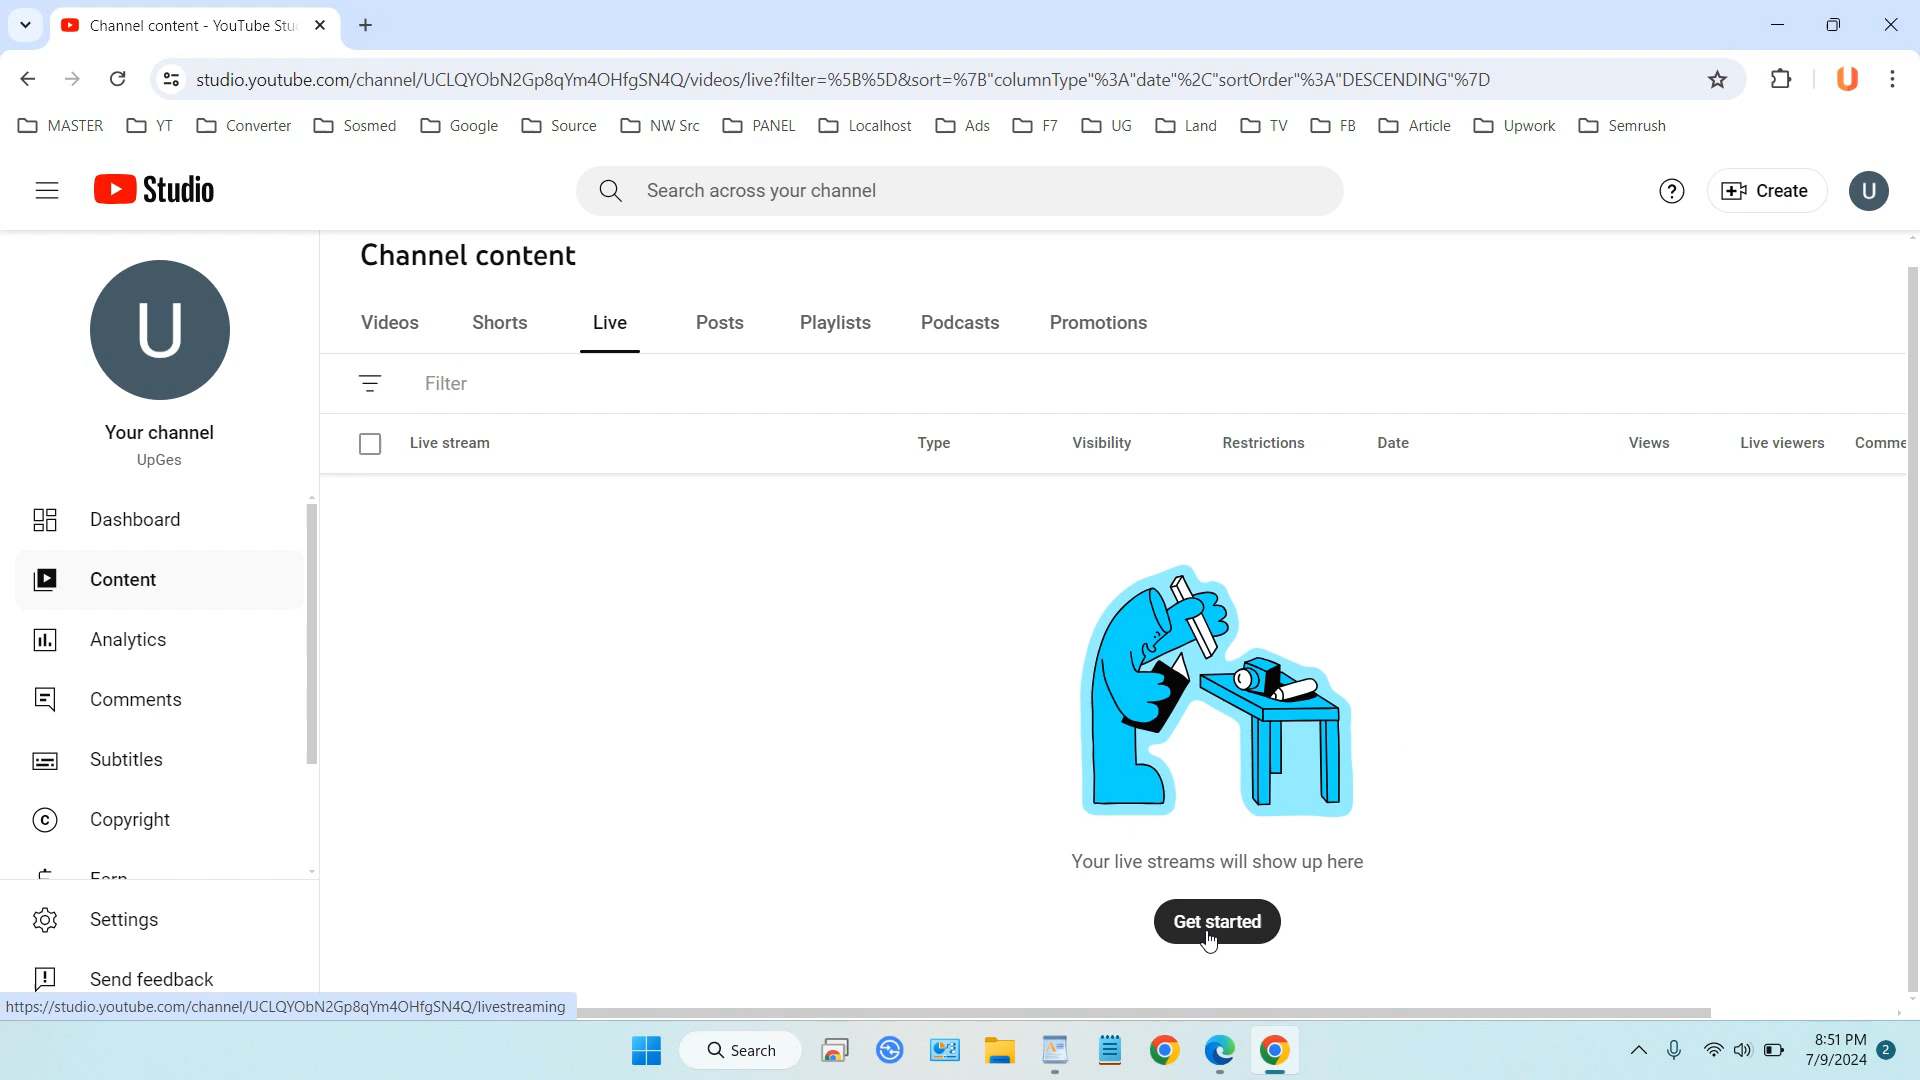 Channel content - YouTube Stu
studio.youtube.com/channel/UCLQYObN2Gp8qYm4OHfgSN4Q/videos/live?filter=%5B%5D&sort=%7B"columnType"%3A"date"%2C"sortOrder"%3A"DESCENDING"%7D
U
MASTER YT Converter Sosmed Google Source NW Src PANEL Localhost Ads F7 UG Land TV FB Article Upwork Semrush
Studio
Search across your channel
Create
U
U
Your channel
UpGes
Dashboard
Content
Analytics
Comments
Subtitles
Copyright
Earn
Settings
Send feedback
Channel content
Videos Shorts Live Posts Playlists Podcasts Promotions
Filter
Live stream Type Visibility Restrictions Date Views Live viewers Comme
Your live streams will show up here
Get started
https://studio.youtube.com/channel/UCLQYObN2Gp8qYm4OHfgSN4Q/livestreaming
Search
8:51 PM
7/9/2024
2